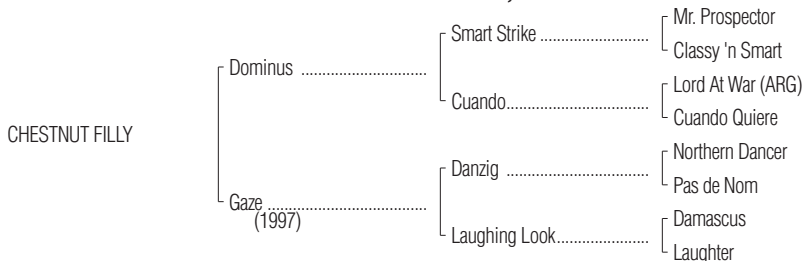 Mr. Prospector
Smart Strike
Classy 'n Smart
Dominus
Lord At War (ARG)
Cuando
Cuando Quiere
CHESTNUT FILLY
Northern Dancer
Danzig
Pas de Nom
Gaze
(1997)
Damascus
Laughing Look
Laughter